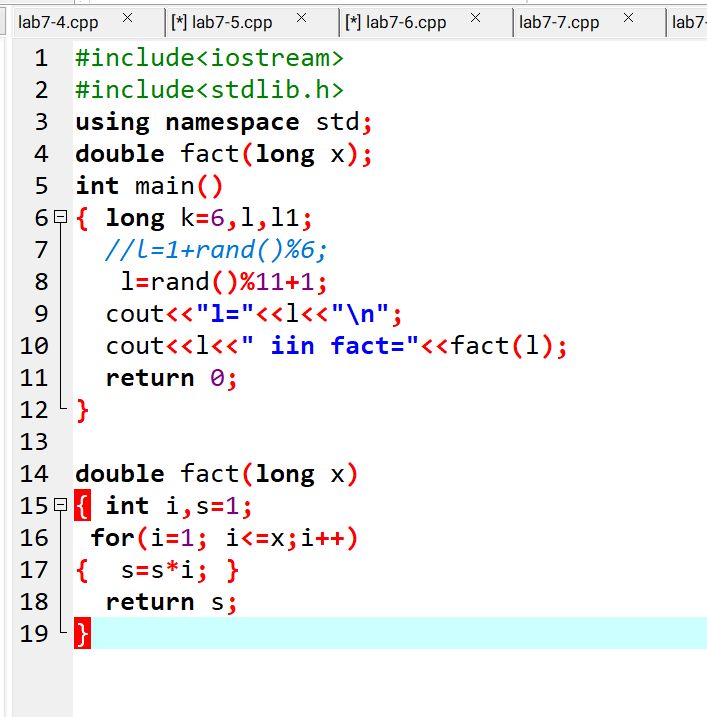 lab7-4.cpp × [*] lab7-5.cpp × [*] lab7-6.cpp × lab7-7.cpp × lab7-
1 #include<iostream>
2 #include<stdlib.h>
3 using namespace std;
4 double fact(long x);
5 int main()
6 { long k=6,l,l1;
7 //l=1+rand()%6;
8 l=rand()%11+1;
9 cout<<"l="<<l<<"\n";
10 cout<<l<<" iin fact="<<fact(l);
11 return 0;
12 }
13
14 double fact(long x)
15 { int i,s=1;
16 for(i=1; i<=x;i++)
17 { s=s*i; }
18 return s;
19 }